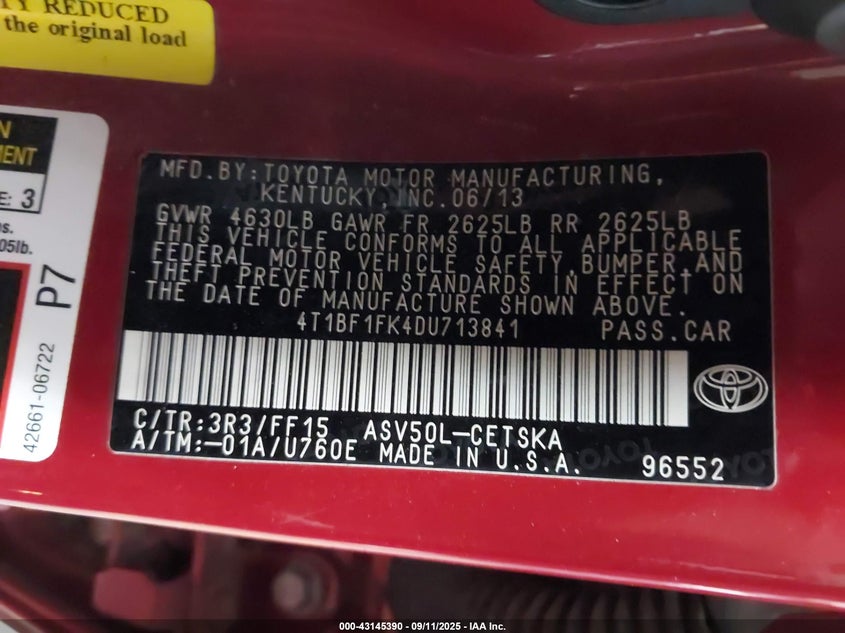 TY REDUCED
the original load
N
MENT
E: 3
s.
05lb.
P7
42661-06722
MFD.BY:TOYOTA MOTOR MANUFACTURING,
KENTUCKY,INC.06/13
GVWR 4630LB GAWR FR 2625LB RR 2625LB
THIS VEHICLE CONFORMS TO ALL APPLICABLE
FEDERAL MOTOR VEHICLE SAFETY,BUMPER,AND
THEFT PREVENTION STANDARDS IN EFFECT ON
THE DATE OF MANUFACTURE SHOWN ABOVE.
4T1BF1FK4DU713841 PASS.CAR
C/TR:3R3/FF15 ASV50L-CETSKA
A/TM:-01A/U760E MADE IN U.S.A. 96552
000-43145390 - 09/11/2025 - IAA Inc.